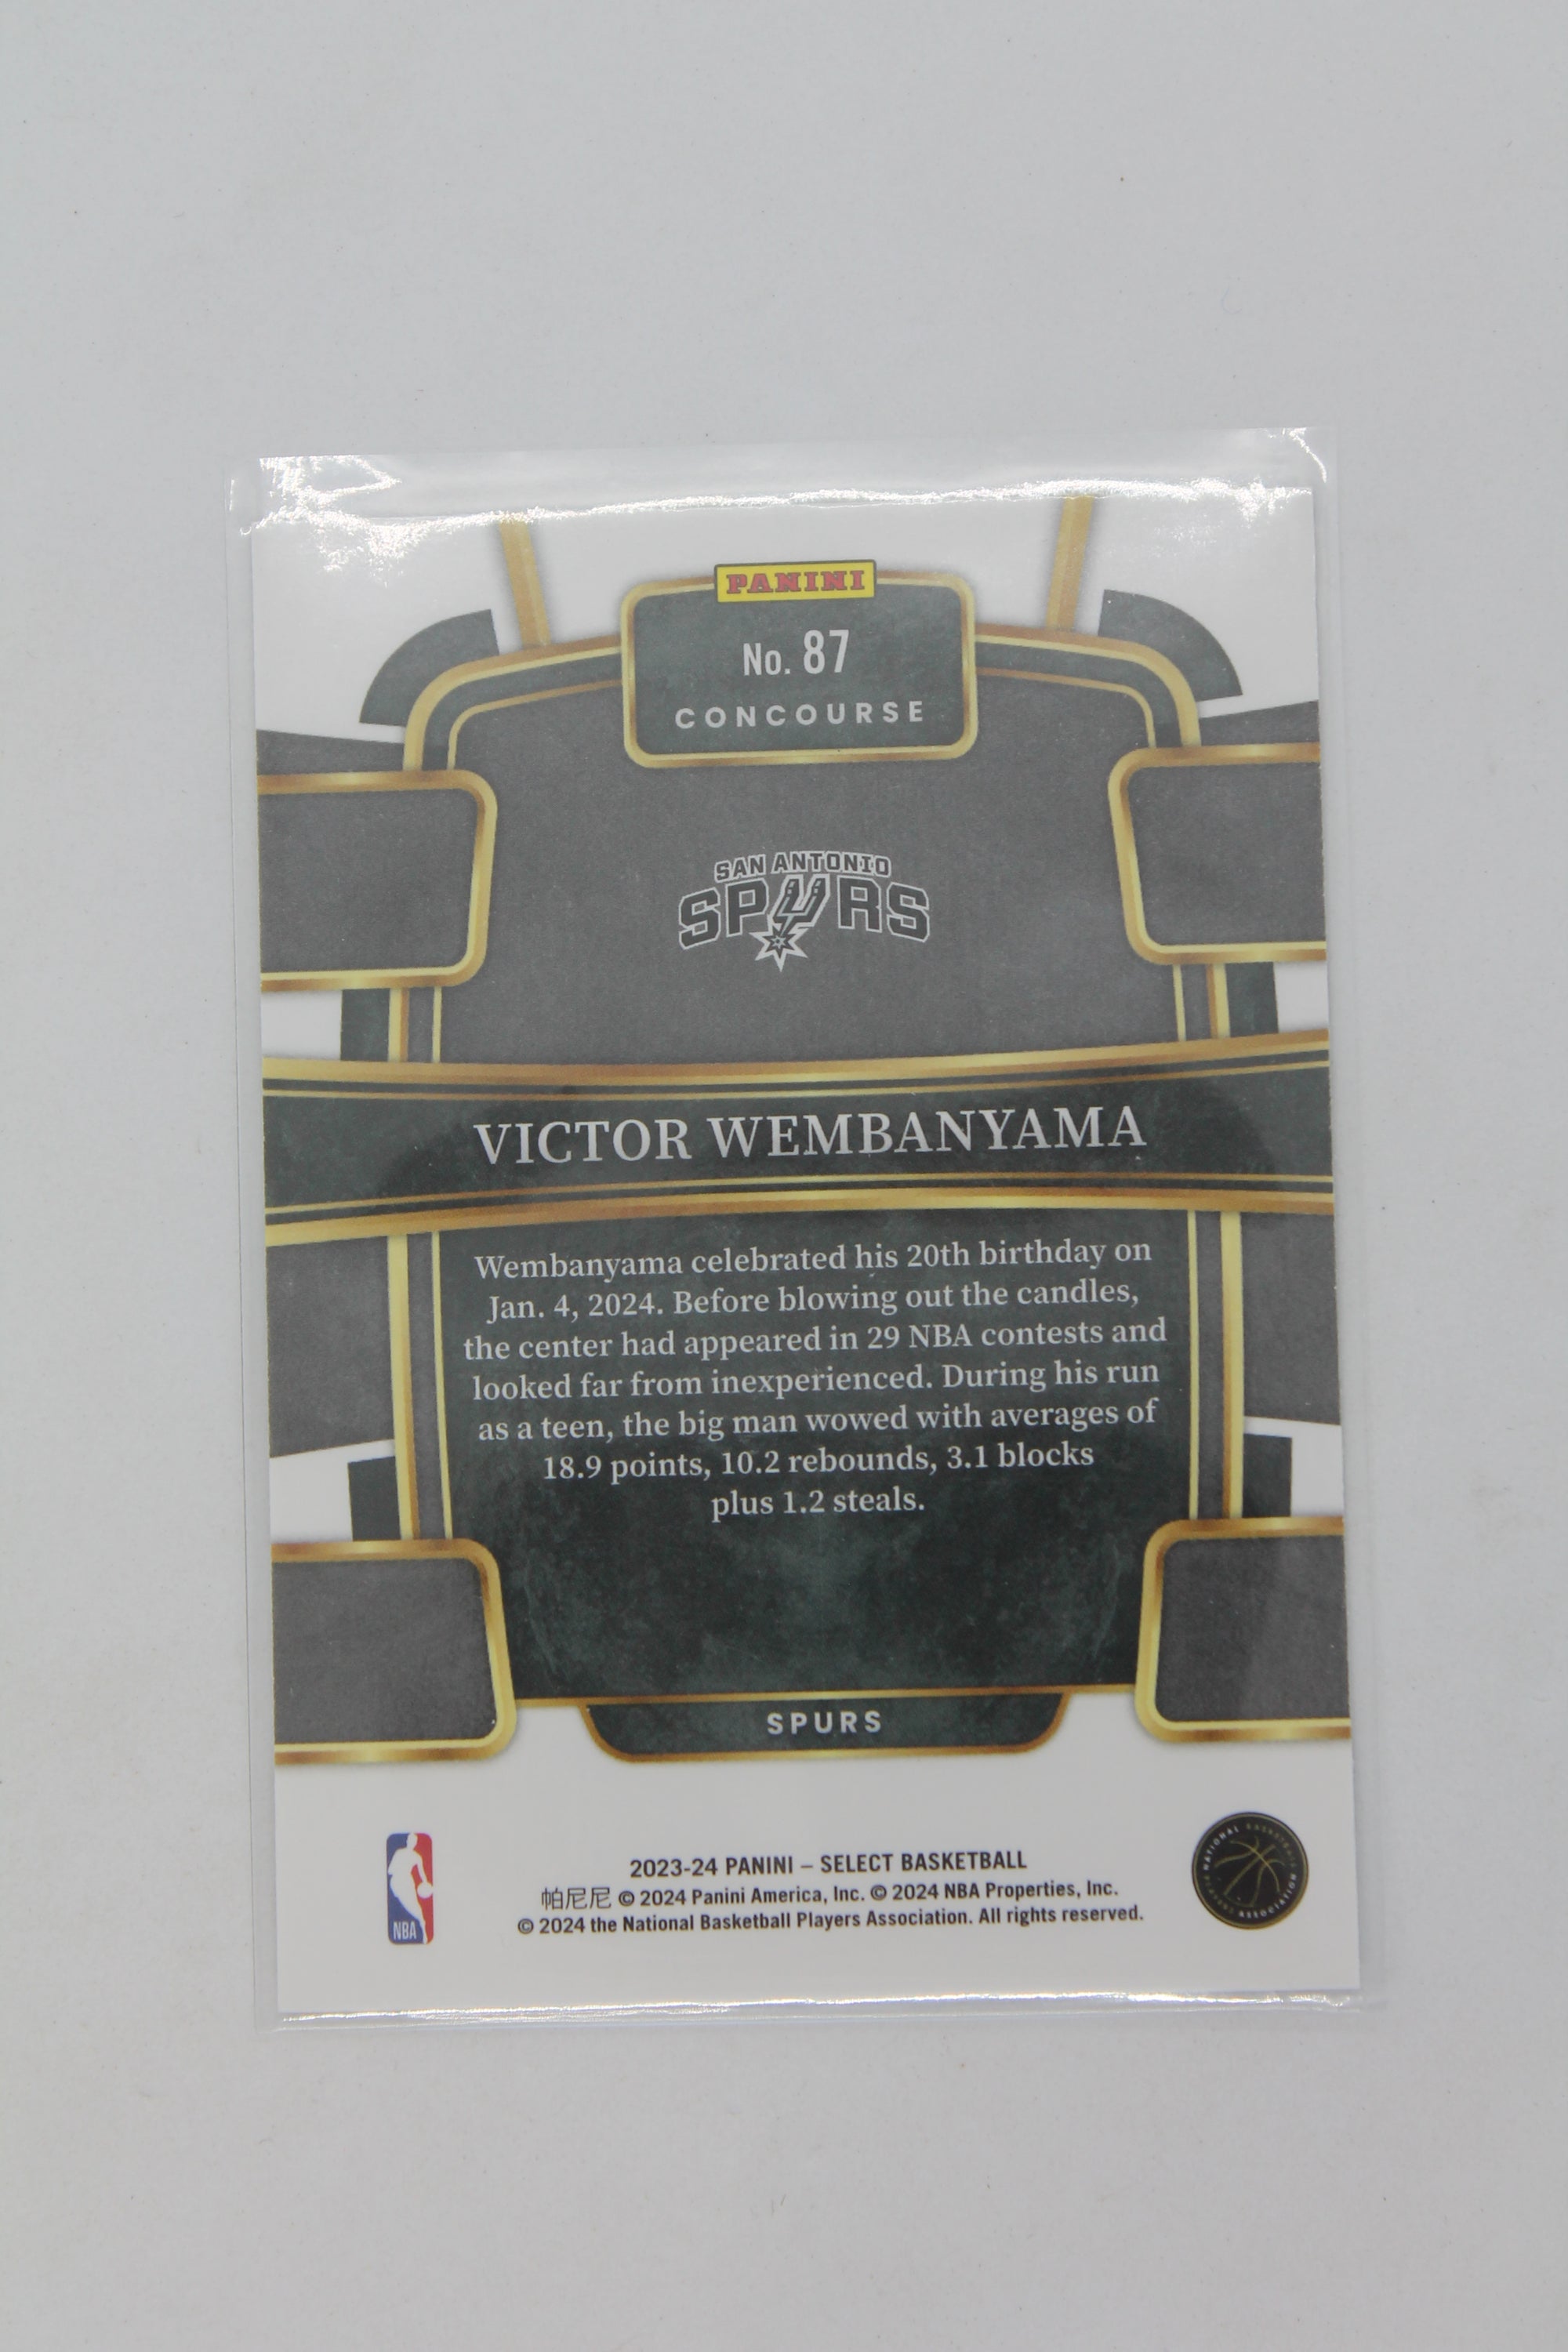 PANINI
No. 87
CONCOURSE
SAN ANTONIO
SPURS
VICTOR WEMBANYAMA
Wembanyama celebrated his 20th birthday on
Jan. 4, 2024. Before blowing out the candles,
the center had appeared in 29 NBA contests and
looked far from inexperienced. During his run
as a teen, the big man wowed with averages of
18.9 points, 10.2 rebounds, 3.1 blocks
plus 1.2 steals.
SPURS
NBA
2023-24 PANINI – SELECT BASKETBALL
帕尼尼 © 2024 Panini America, Inc. © 2024 NBA Properties, Inc.
© 2024 the National Basketball Players Association. All rights reserved.
NATIONAL BASKETBALL
PLAYERS ASSOCIATION